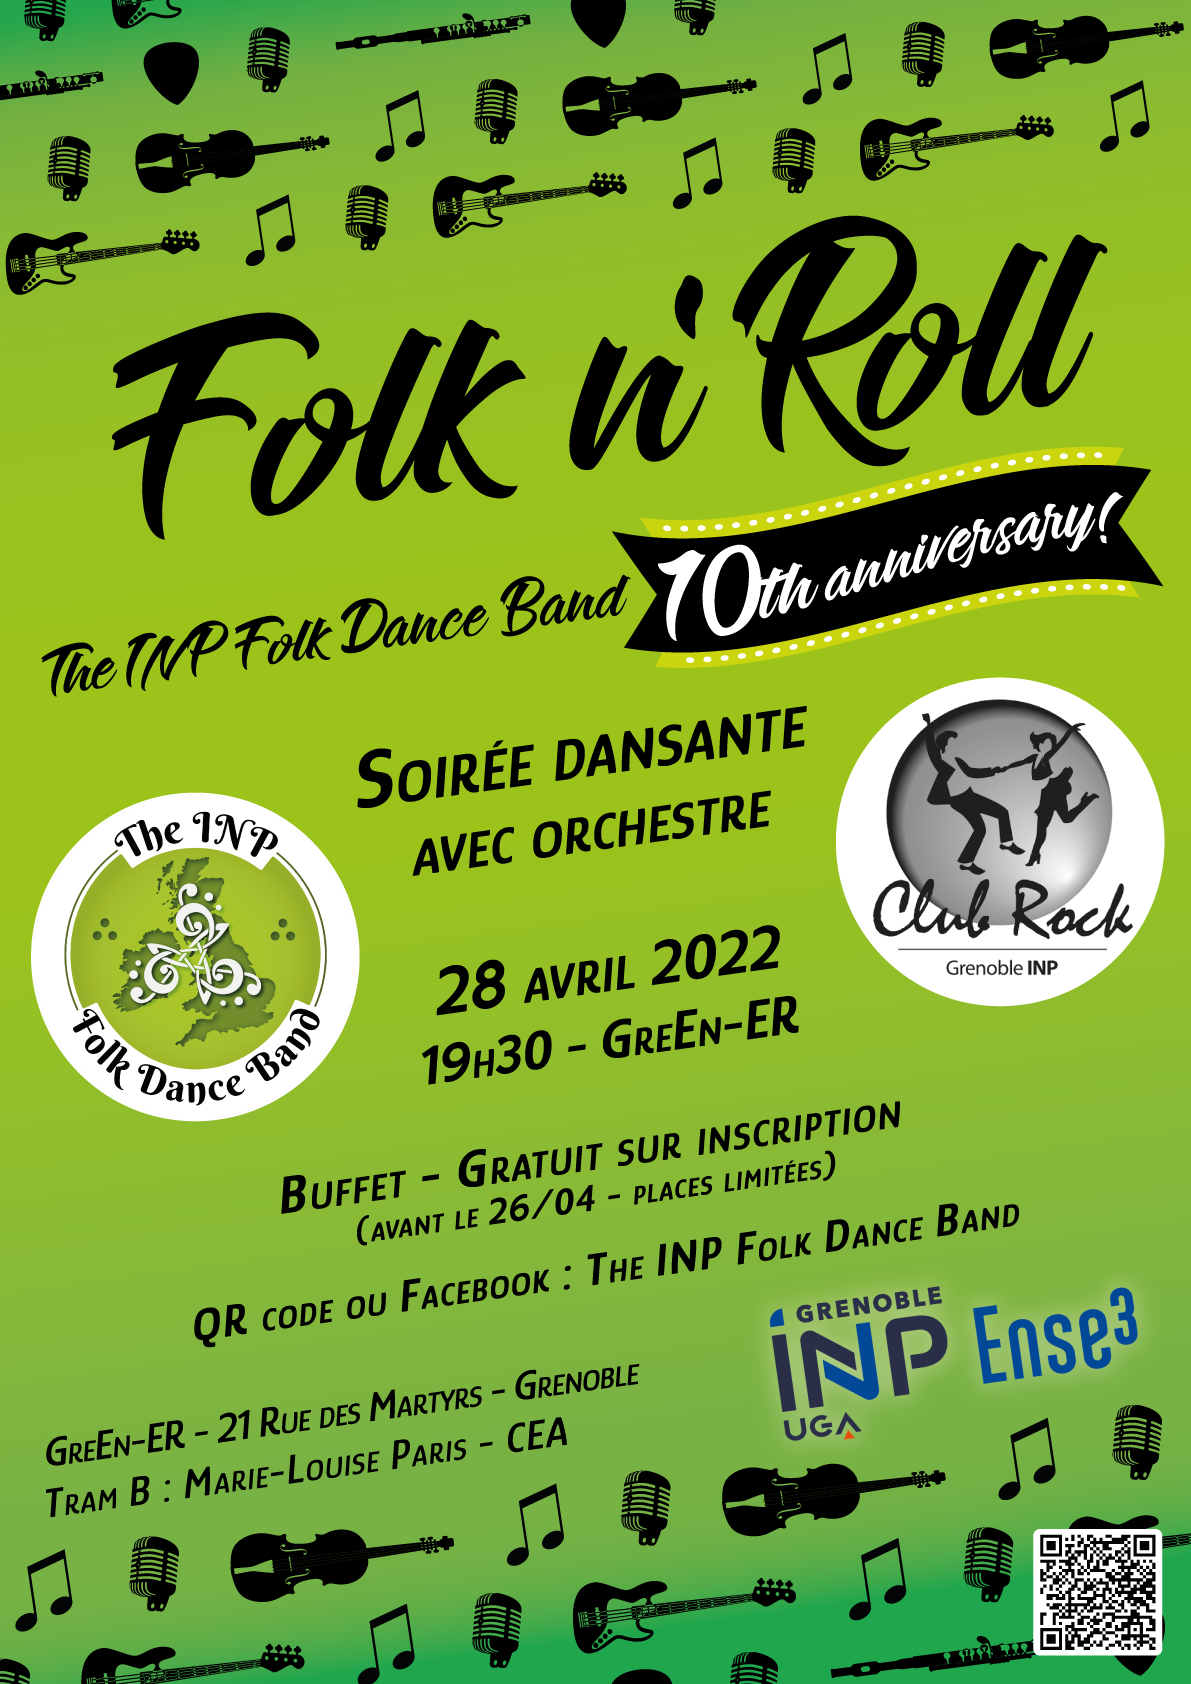 Folk n' Roll
10th anniversary!
The INP Folk Dance Band
Soirée dansante
avec orchestre
Club Rock
Grenoble INP
The INP
Folk Dance Band
28 avril 2022
19h30 - GreEn-ER
Buffet - Gratuit sur inscription
(avant le 26/04 - places limitées)
QR code ou Facebook : The INP Folk Dance Band
GRENOBLE
INP
UGA
Ense3
GreEn-ER - 21 Rue des Martyrs - Grenoble
Tram B : Marie-Louise Paris - CEA